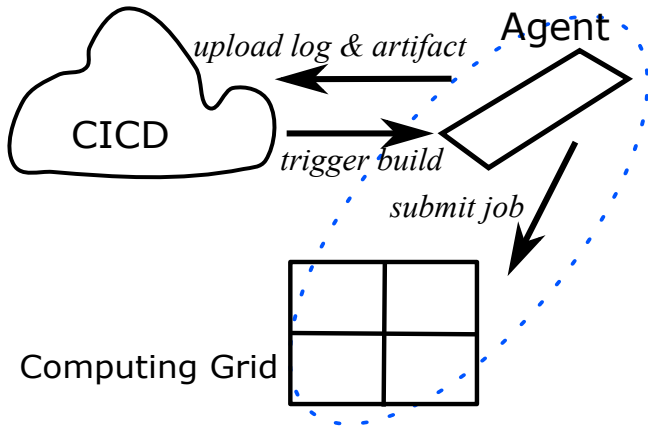 Agent
upload log & artifact
CICD
trigger build
submit job
Computing Grid